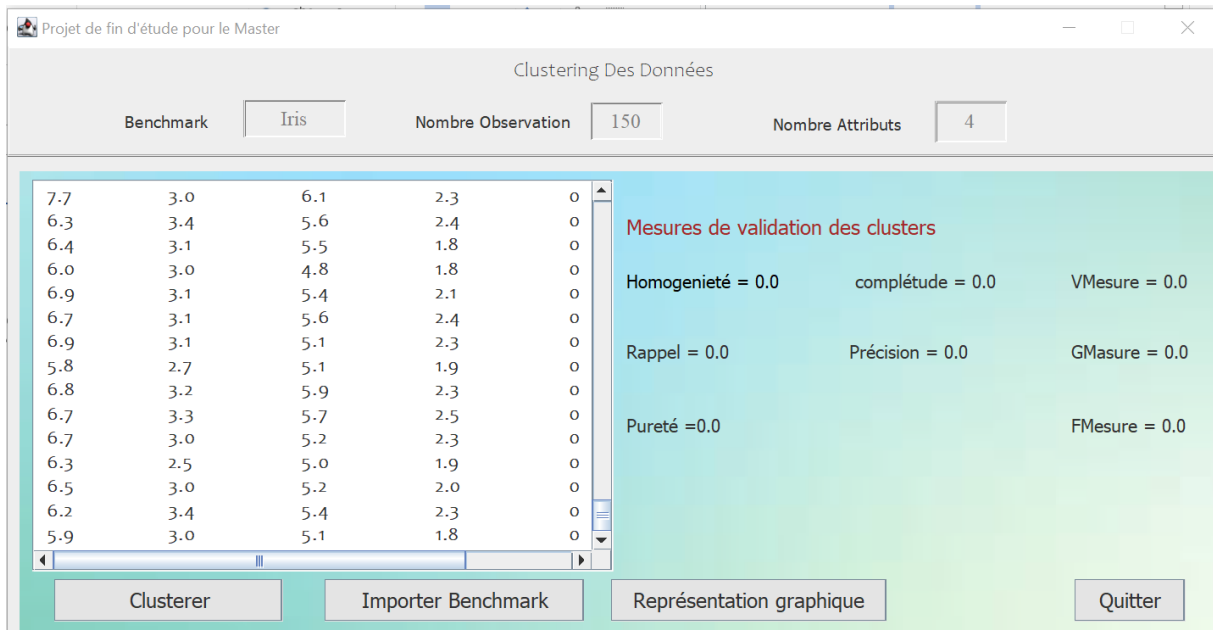 Projet de fin d'étude pour le Master
Clustering Des Données
Benchmark Iris Nombre Observation 150 Nombre Attributs 4
7.7 3.0 6.1 2.3 0
6.3 3.4 5.6 2.4 0
6.4 3.1 5.5 1.8 0
6.0 3.0 4.8 1.8 0
6.9 3.1 5.4 2.1 0
6.7 3.1 5.6 2.4 0
6.9 3.1 5.1 2.3 0
5.8 2.7 5.1 1.9 0
6.8 3.2 5.9 2.3 0
6.7 3.3 5.7 2.5 0
6.7 3.0 5.2 2.3 0
6.3 2.5 5.0 1.9 0
6.5 3.0 5.2 2.0 0
6.2 3.4 5.4 2.3 0
5.9 3.0 5.1 1.8 0
Mesures de validation des clusters
Homogenieté = 0.0 complétude = 0.0 VMesure = 0.0
Rappel = 0.0 Précision = 0.0 GMasure = 0.0
Pureté =0.0 FMesure = 0.0
Clusterer Importer Benchmark Représentation graphique Quitter